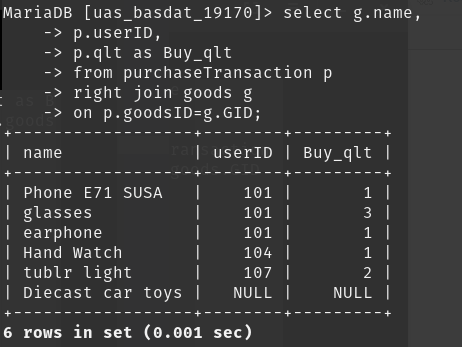 MariaDB [uas_basdat_19170]> select g.name,
    -> p.userID,
    -> p.qlt as Buy_qlt
    -> from purchaseTransaction p
    -> right join goods g
    -> on p.goodsID=g.GID;
+------------------+--------+---------+
| name             | userID | Buy_qlt |
+------------------+--------+---------+
| Phone E71 SUSA   |    101 |       1 |
| glasses          |    101 |       3 |
| earphone         |    101 |       1 |
| Hand Watch       |    104 |       1 |
| tublr light      |    107 |       2 |
| Diecast car toys |   NULL |    NULL |
+------------------+--------+---------+
6 rows in set (0.001 sec)